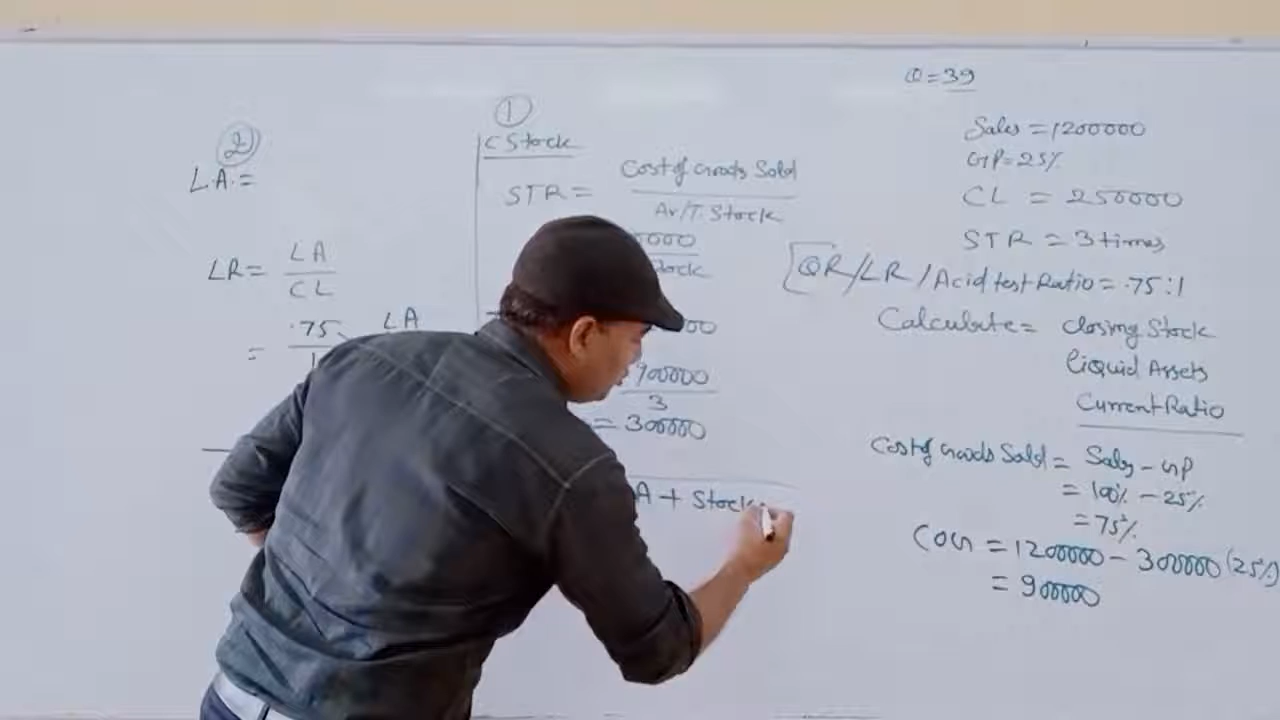 Q = 39
Sales = 1200000
GP = 25%
CL = 250000
STR = 3 times
QR/LR/Acid test Ratio = .75 : 1
Calculate = Closing Stock
Liquid Assets
Current Ratio
Cost of Goods Sold = Sales - GP
= 100% - 25%
= 75%
COG = 1200000 - 300000 (25%)
= 900000
1
C Stock
STR = Cost of Goods Sold
Av/T. Stock
0000
900000
3
= 300000
A + Stock
2
L.A. =
LR = LA
CL
= .75 LA
1